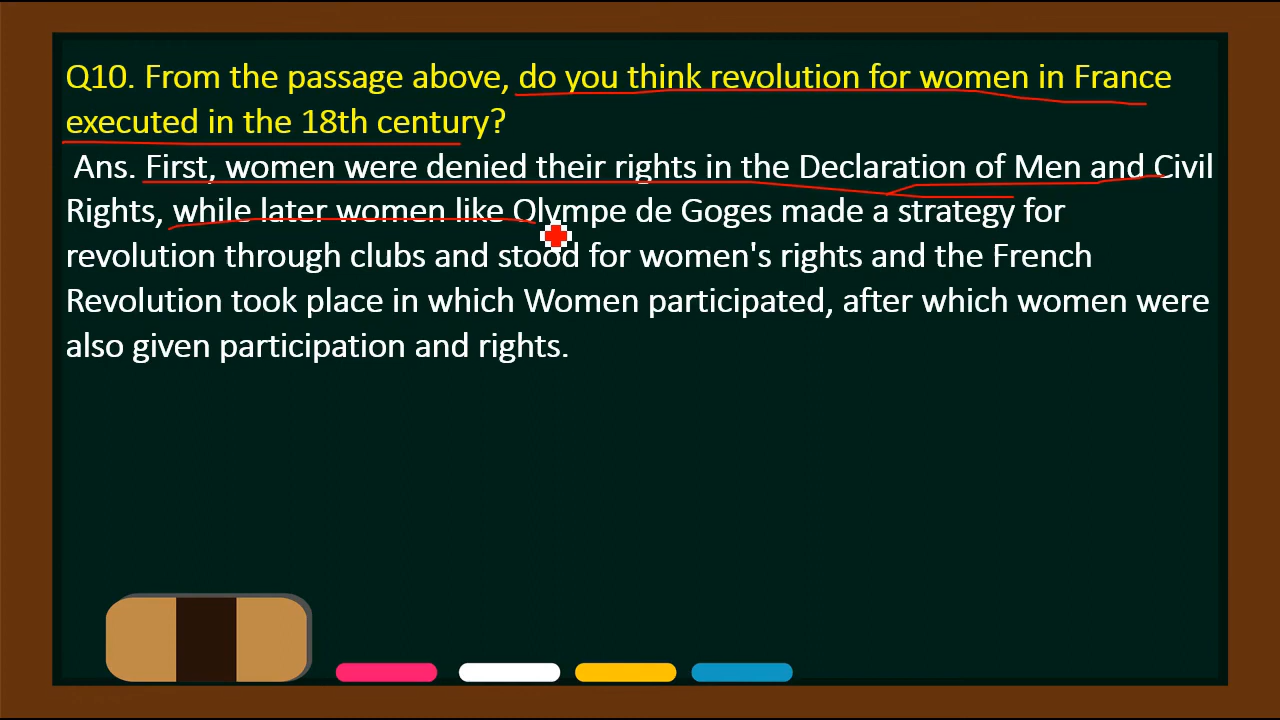 Q10. From the passage above, do you think revolution for women in France
executed in the 18th century?
Ans. First, women were denied their rights in the Declaration of Men and Civil
Rights, while later women like Olympe de Goges made a strategy for
revolution through clubs and stood for women's rights and the French
Revolution took place in which Women participated, after which women were
also given participation and rights.